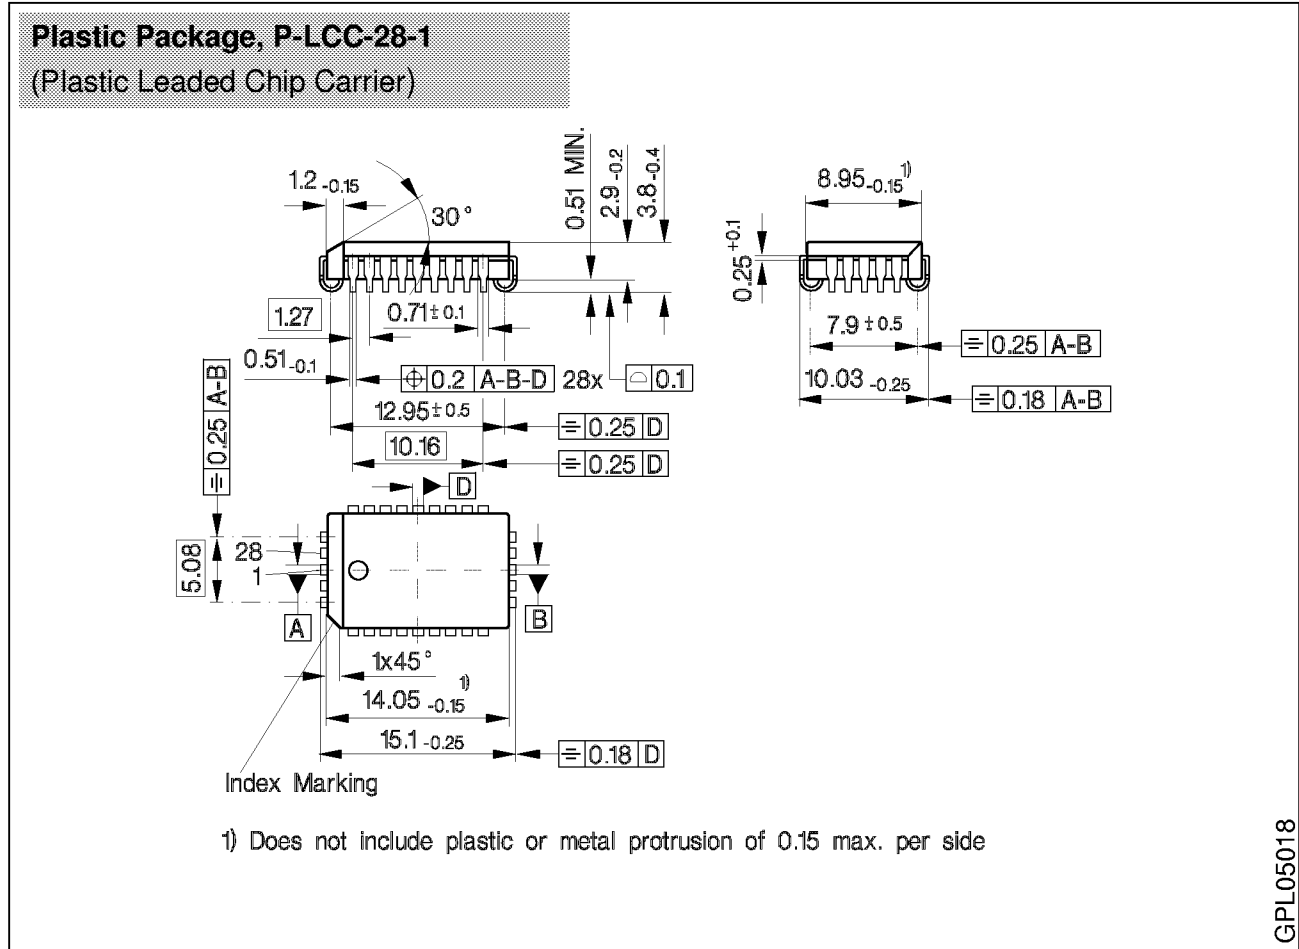 Plastic Package, P-LCC-28-1
(Plastic Leaded Chip Carrier)
1.2 -0.15
30°
0.51 MIN.
2.9 -0.2
3.8 -0.4
8.95 -0.15 1)
0.25 +0.1
1.27
0.71 ± 0.1
7.9 ± 0.5
0.25 A-B
0.51 -0.1
0.2 A-B-D 28x
0.1
10.03 -0.25
0.18 A-B
12.95 ± 0.5
0.25 D
10.16
0.25 D
0.25 A-B
D
5.08
28
1
A
B
1x45°
14.05 -0.15 1)
15.1 -0.25
0.18 D
Index Marking
1) Does not include plastic or metal protrusion of 0.15 max. per side
GPL05018